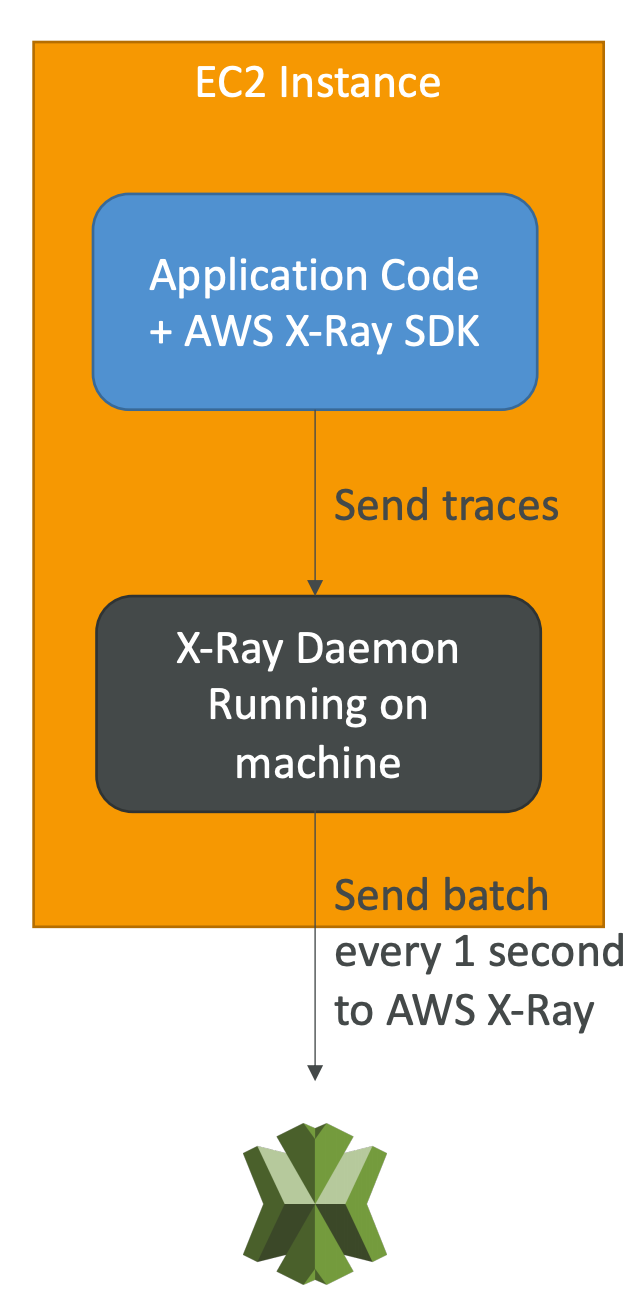 EC2 Instance
Application Code
+ AWS X-Ray SDK
Send traces
X-Ray Daemon
Running on
machine
Send batch
every 1 second
to AWS X-Ray